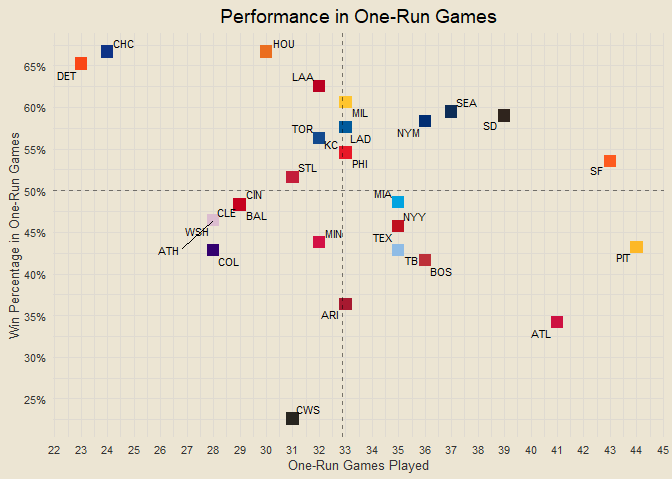 Performance in One-Run Games
Win Percentage in One-Run Games
65%
60%
55%
50%
45%
40%
35%
30%
25%
CHC
HOU
DET
LAA
MIL
SEA
SD
TOR
NYM
LAD
KC
PHI
SF
STL
CIN
MIA
CLE
BAL
NYY
WSH
MIN
TEX
ATH
PIT
COL
TB
BOS
ARI
ATL
CWS
22 23 24 25 26 27 28 29 30 31 32 33 34 35 36 37 38 39 40 41 42 43 44 45
One-Run Games Played